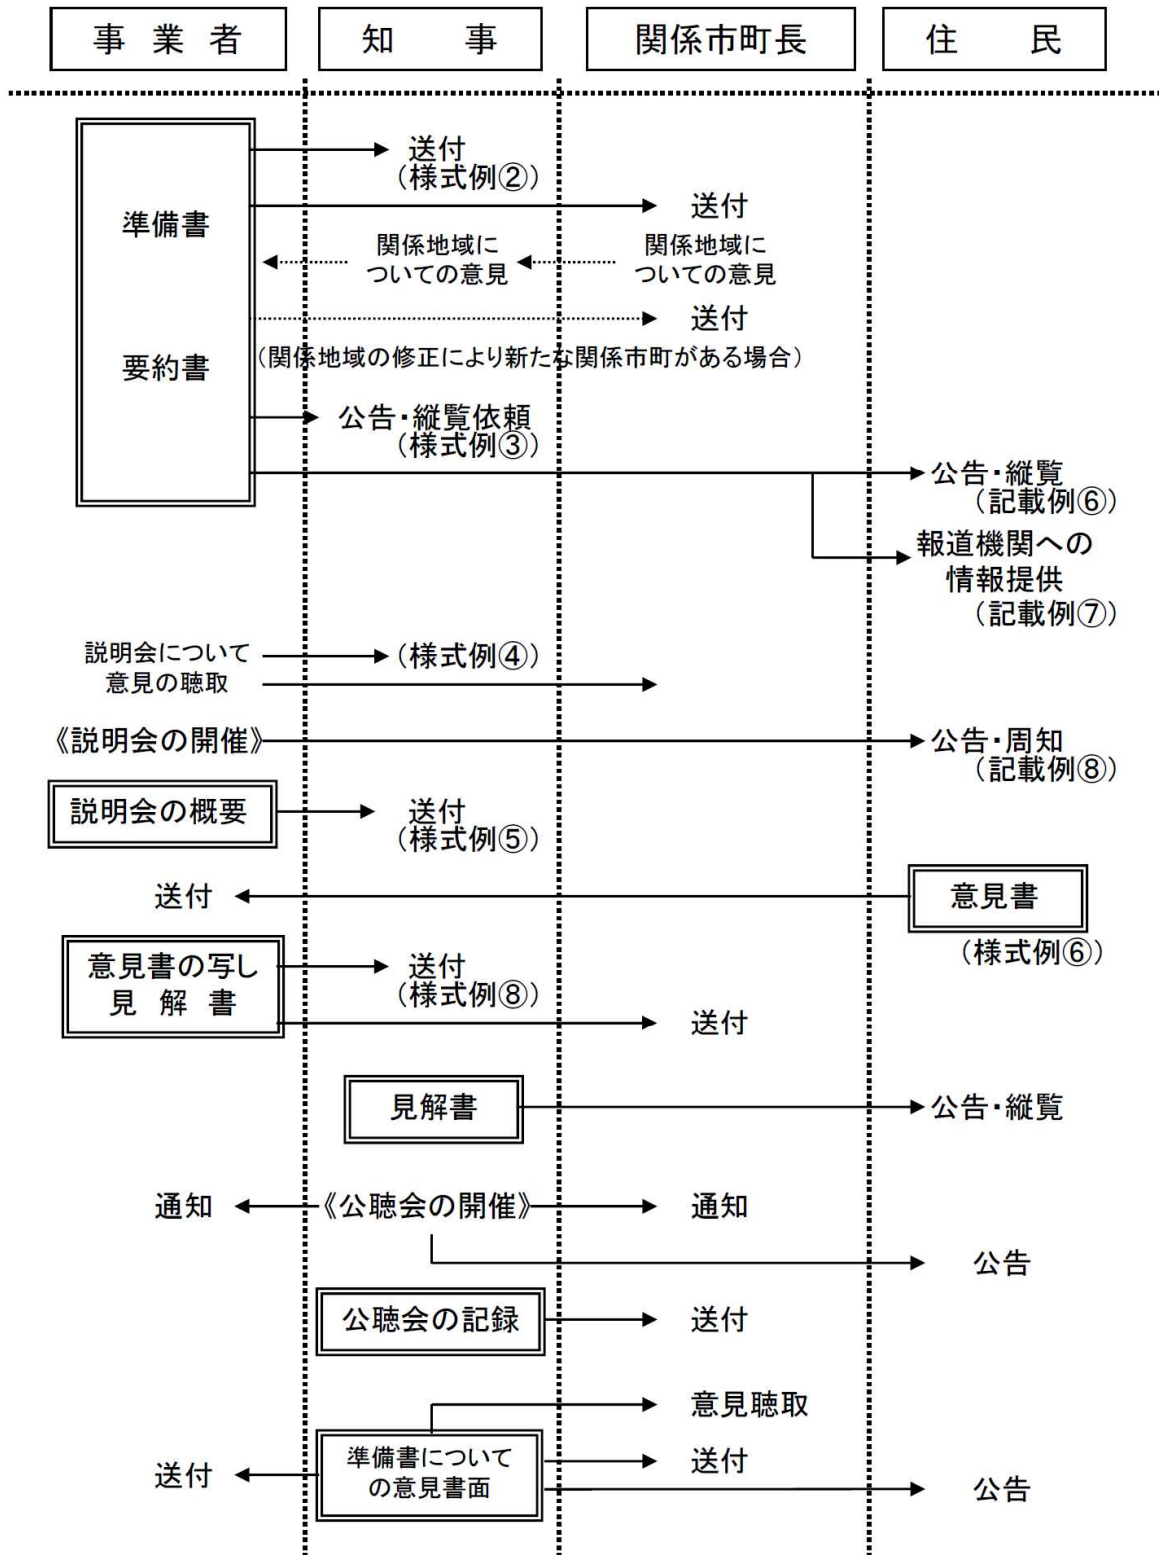 事 業 者
知 事
関係市町長
住 民
送付
（様式例②）
準備書
送付
関係地域に
ついての意見
関係地域に
ついての意見
送付
要約書
（関係地域の修正により新たな関係市町がある場合）
公告・縦覧依頼
（様式例③）
公告・縦覧
（記載例⑥）
報道機関への
情報提供
（記載例⑦）
説明会について
意見の聴取
（様式例④）
《説明会の開催》
公告・周知
（記載例⑧）
説明会の概要
送付
（様式例⑤）
送付
意見書
（様式例⑥）
意見書の写し
見 解 書
送付
（様式例⑧）
送付
見解書
公告・縦覧
通知
《公聴会の開催》
通知
公告
公聴会の記録
送付
意見聴取
送付
準備書について
の意見書面
送付
公告